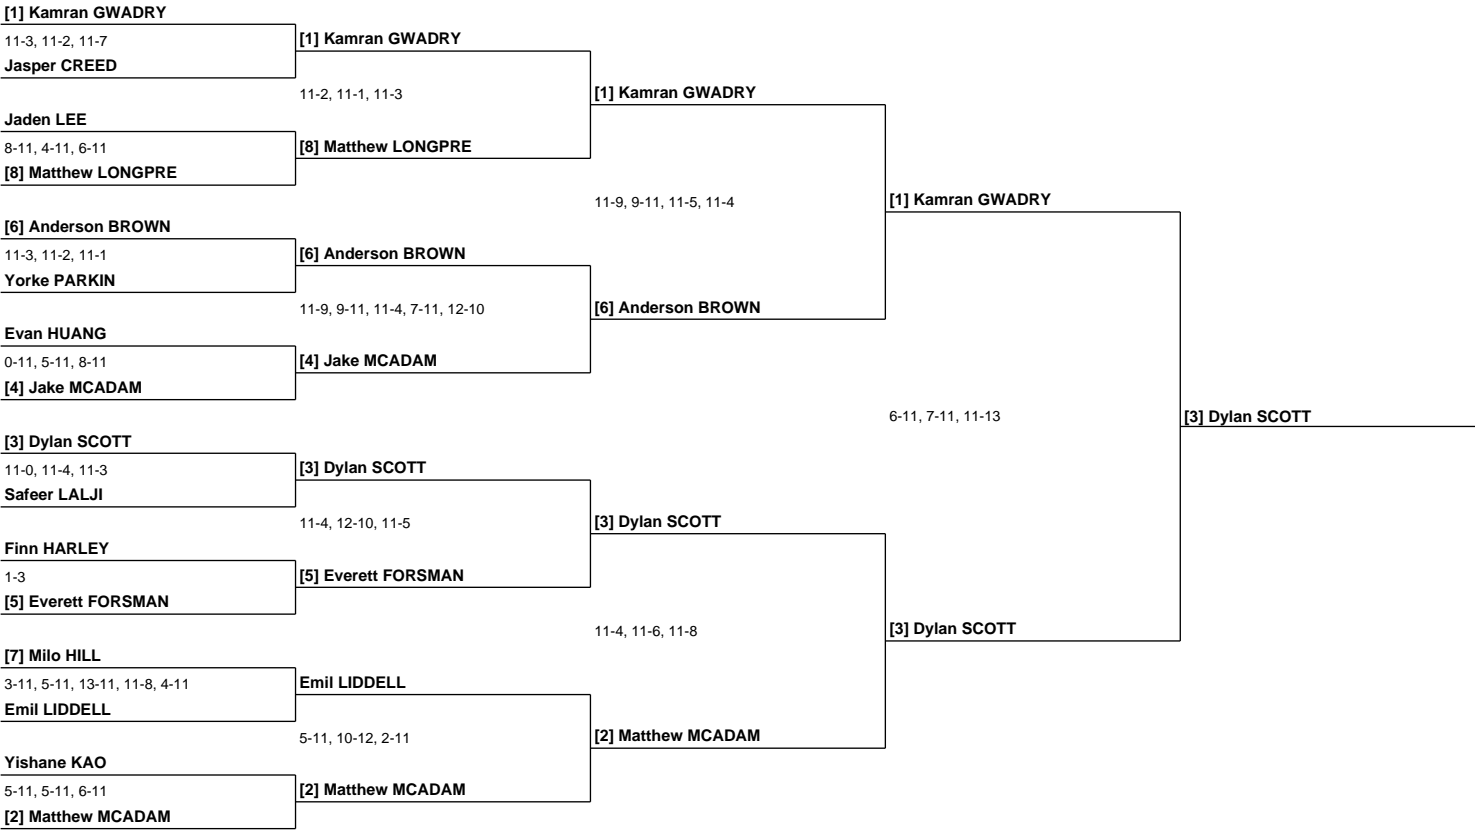 [1] Kamran GWADRY
11-3, 11-2, 11-7
Jasper CREED
Jaden LEE
8-11, 4-11, 6-11
[8] Matthew LONGPRE
[6] Anderson BROWN
11-3, 11-2, 11-1
Yorke PARKIN
Evan HUANG
0-11, 5-11, 8-11
[4] Jake MCADAM
[3] Dylan SCOTT
11-0, 11-4, 11-3
Safeer LALJI
Finn HARLEY
1-3
[5] Everett FORSMAN
[7] Milo HILL
3-11, 5-11, 13-11, 11-8, 4-11
Emil LIDDELL
Yishane KAO
5-11, 5-11, 6-11
[2] Matthew MCADAM
[1] Kamran GWADRY
11-2, 11-1, 11-3
[8] Matthew LONGPRE
[6] Anderson BROWN
11-9, 9-11, 11-4, 7-11, 12-10
[4] Jake MCADAM
[3] Dylan SCOTT
11-4, 12-10, 11-5
[5] Everett FORSMAN
Emil LIDDELL
5-11, 10-12, 2-11
[2] Matthew MCADAM
[1] Kamran GWADRY
11-9, 9-11, 11-5, 11-4
[6] Anderson BROWN
[3] Dylan SCOTT
11-4, 11-6, 11-8
[2] Matthew MCADAM
[1] Kamran GWADRY
6-11, 7-11, 11-13
[3] Dylan SCOTT
[3] Dylan SCOTT